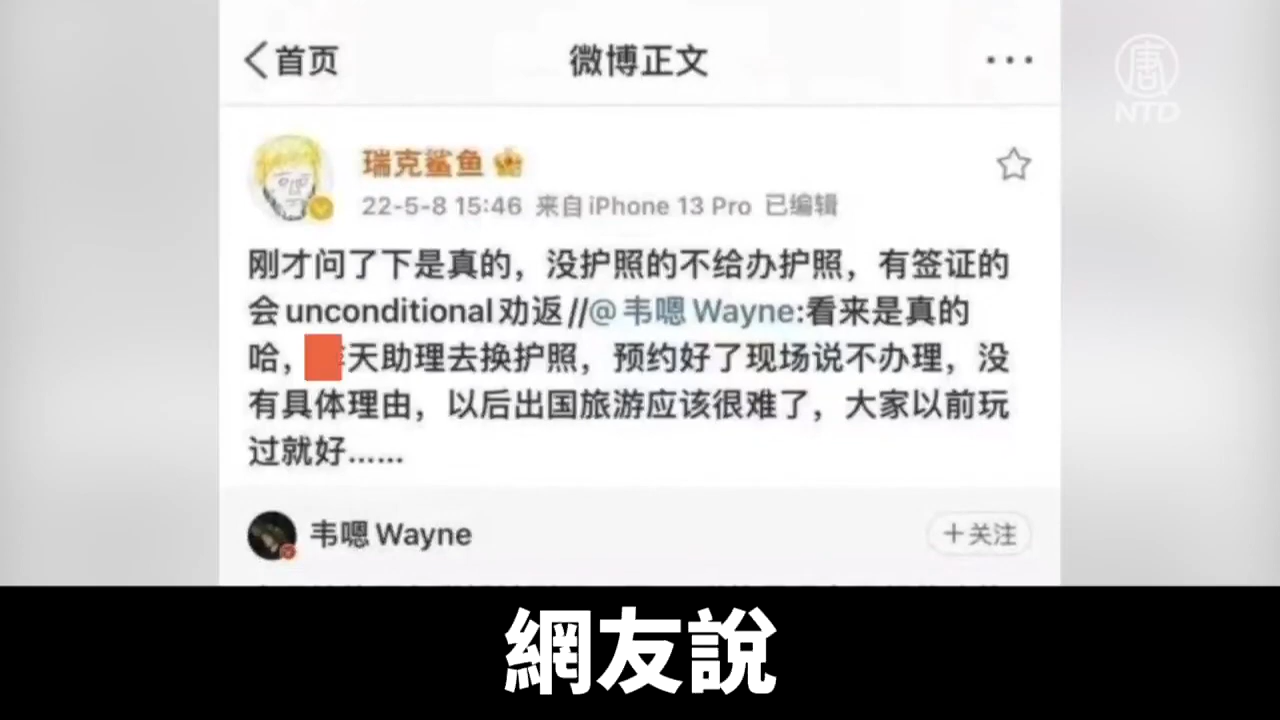 首页
微博正文
唐
NTD
瑞克鲨鱼
22-5-8 15:46 来自iPhone 13 Pro 已编辑
刚才问了下是真的，没护照的不给办护照，有签证的
会unconditional劝返//@韦嗯Wayne:看来是真的
哈，天助理去换护照，预约好了现场说不办理，没
有具体理由，以后出国旅游应该很难了，大家以前玩
过就好……
韦嗯Wayne
+关注
網友說